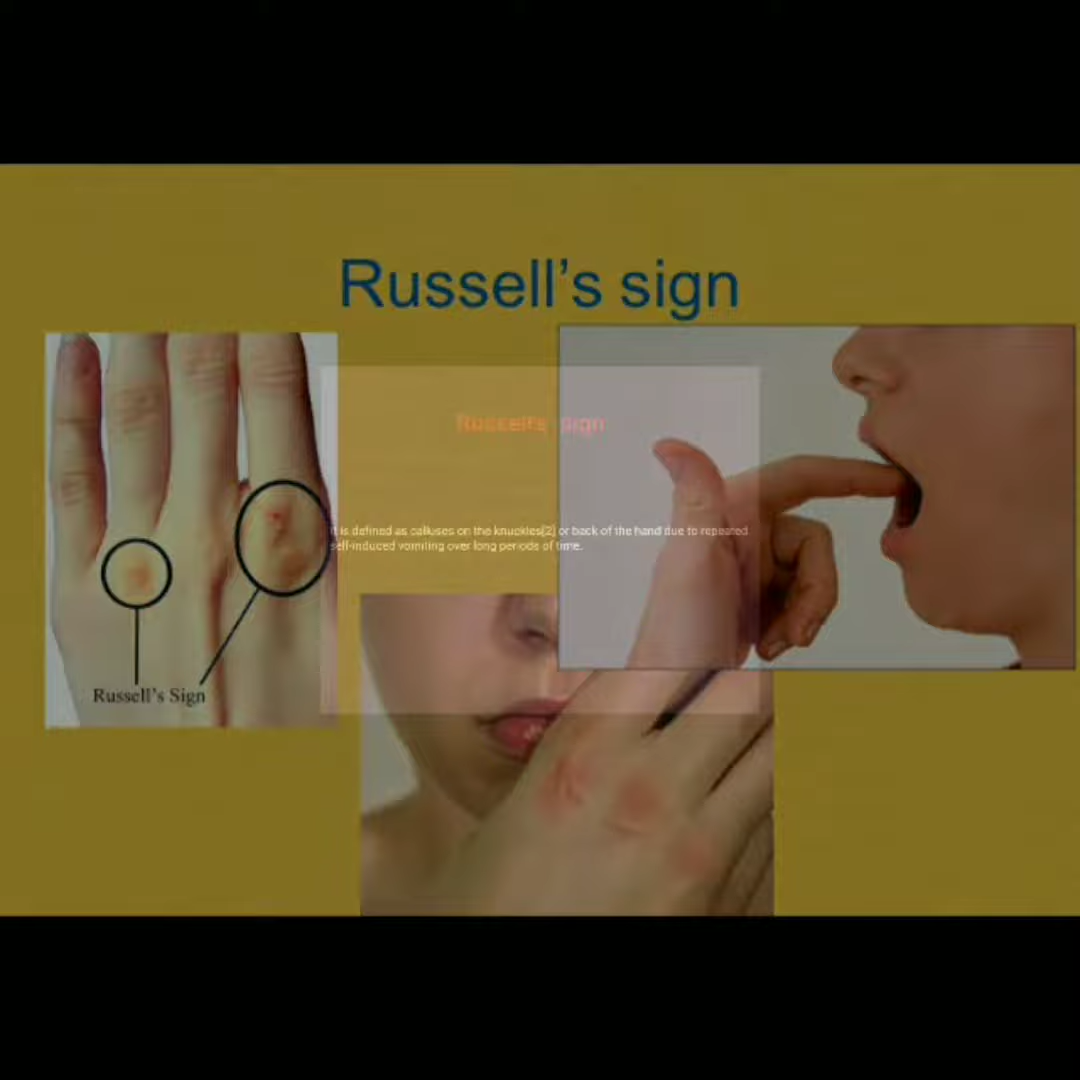 Russell's sign
Russell's sign
It is defined as calluses on the knuckles[2] or back of the hand due to repeated
self-induced vomiting over long periods of time.
Russell's Sign